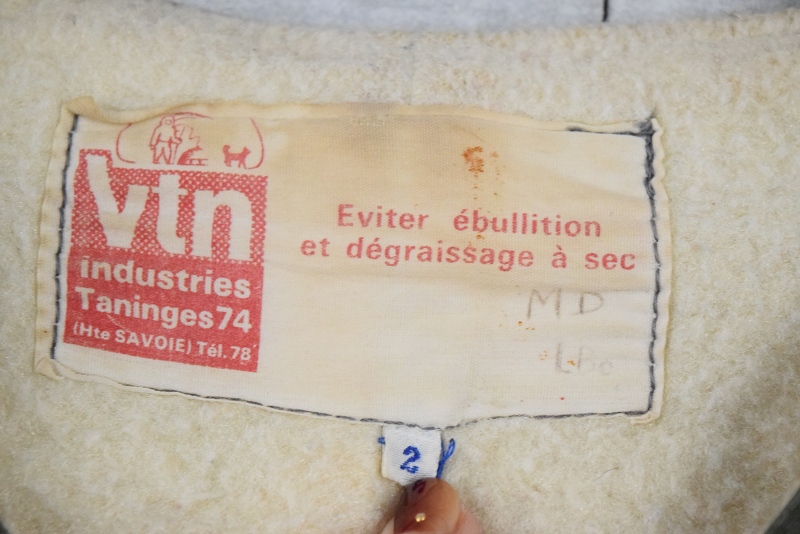 Vtn
industries
Taninges74
(Hte SAVOIE) Tél.78
Eviter ébullition
et dégraissage à sec
MD
2